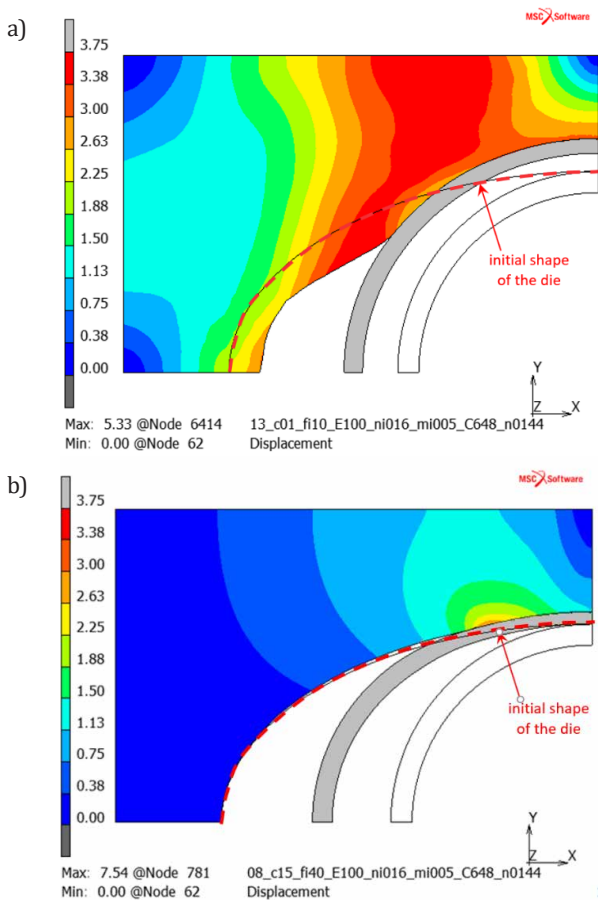 MSC Software
a)
3.75
3.38
3.00
2.63
2.25
1.88
1.50
1.13
0.75
0.38
0.00
initial shape
of the die
Y
Z X
Max: 5.33 @Node 6414 13_c01_fi10_E100_ni016_mi005_C648_n0144
Min: 0.00 @Node 62 Displacement
b)
MSC Software
3.75
3.38
3.00
2.63
2.25
1.88
1.50
1.13
0.75
0.38
0.00
initial shape
of the die
Y
Z X
Max: 7.54 @Node 781 08_c15_fi40_E100_ni016_mi005_C648_n0144
Min: 0.00 @Node 62 Displacement